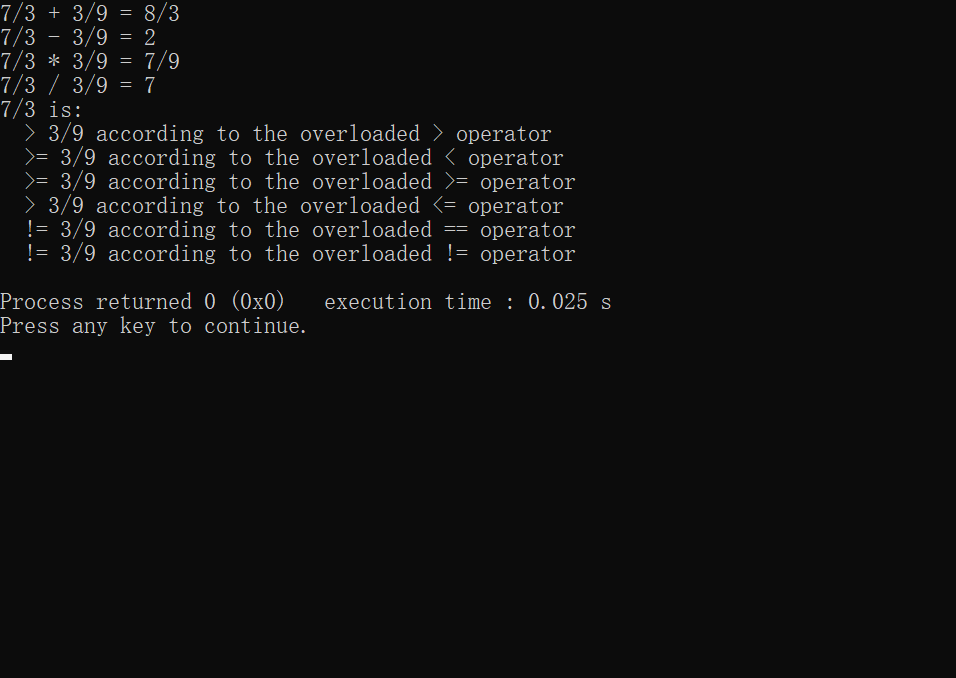 7/3 + 3/9 = 8/3
7/3 - 3/9 = 2
7/3 * 3/9 = 7/9
7/3 / 3/9 = 7
7/3 is:
  > 3/9 according to the overloaded > operator
  >= 3/9 according to the overloaded < operator
  >= 3/9 according to the overloaded >= operator
  > 3/9 according to the overloaded <= operator
  != 3/9 according to the overloaded == operator
  != 3/9 according to the overloaded != operator
Process returned 0 (0x0)   execution time : 0.025 s
Press any key to continue.